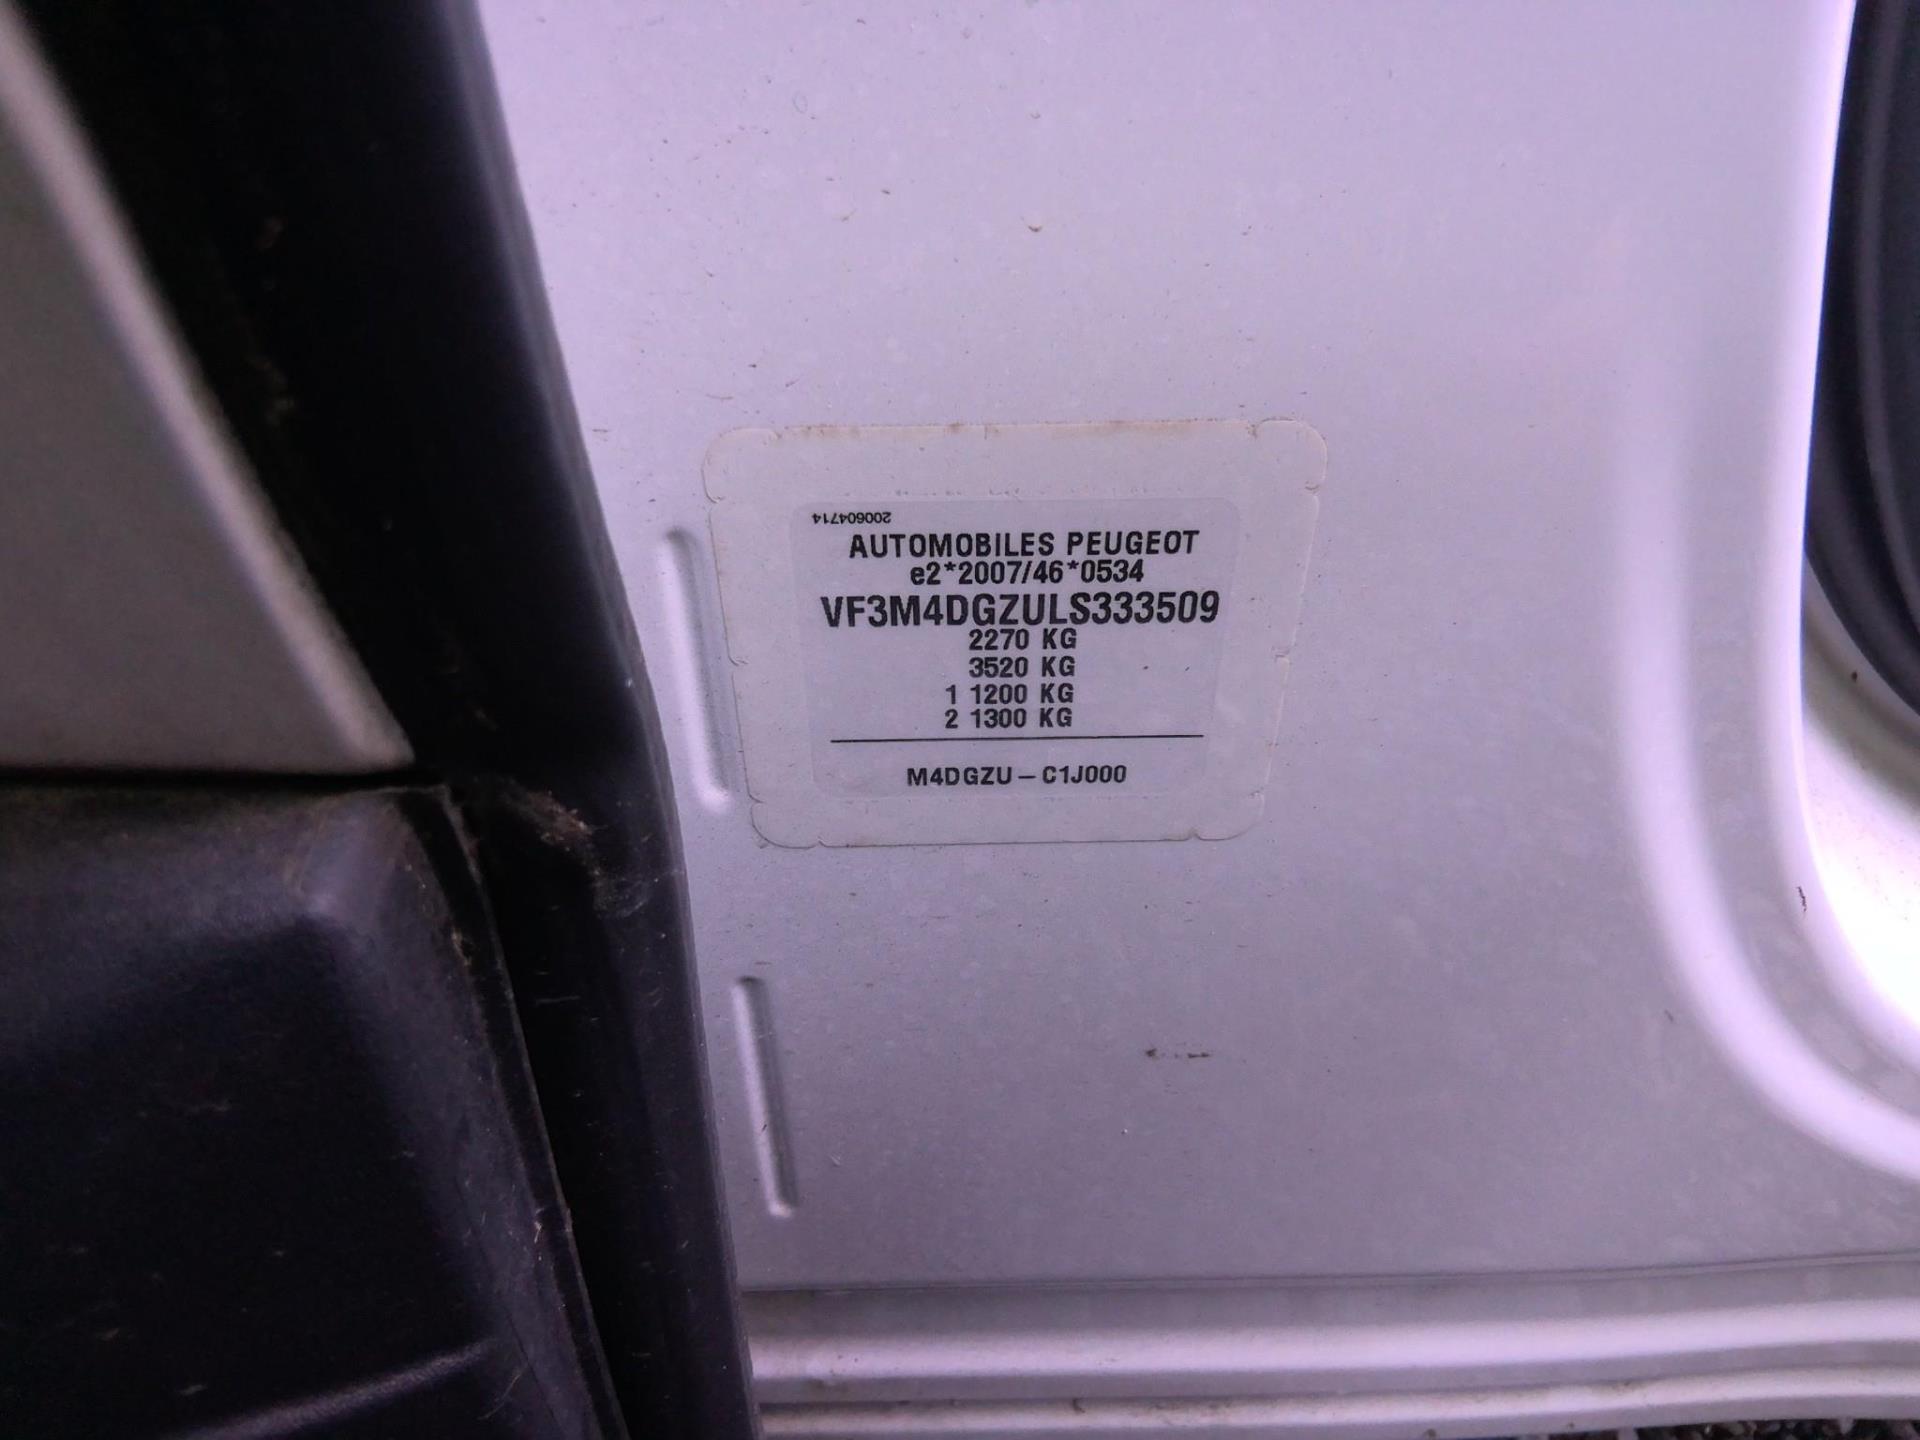 200604714
AUTOMOBILES PEUGEOT
e2*2007/46*0534
VF3M4DGZULS333509
2270 KG
3520 KG
1 1200 KG
2 1300 KG
M4DGZU – C1J000